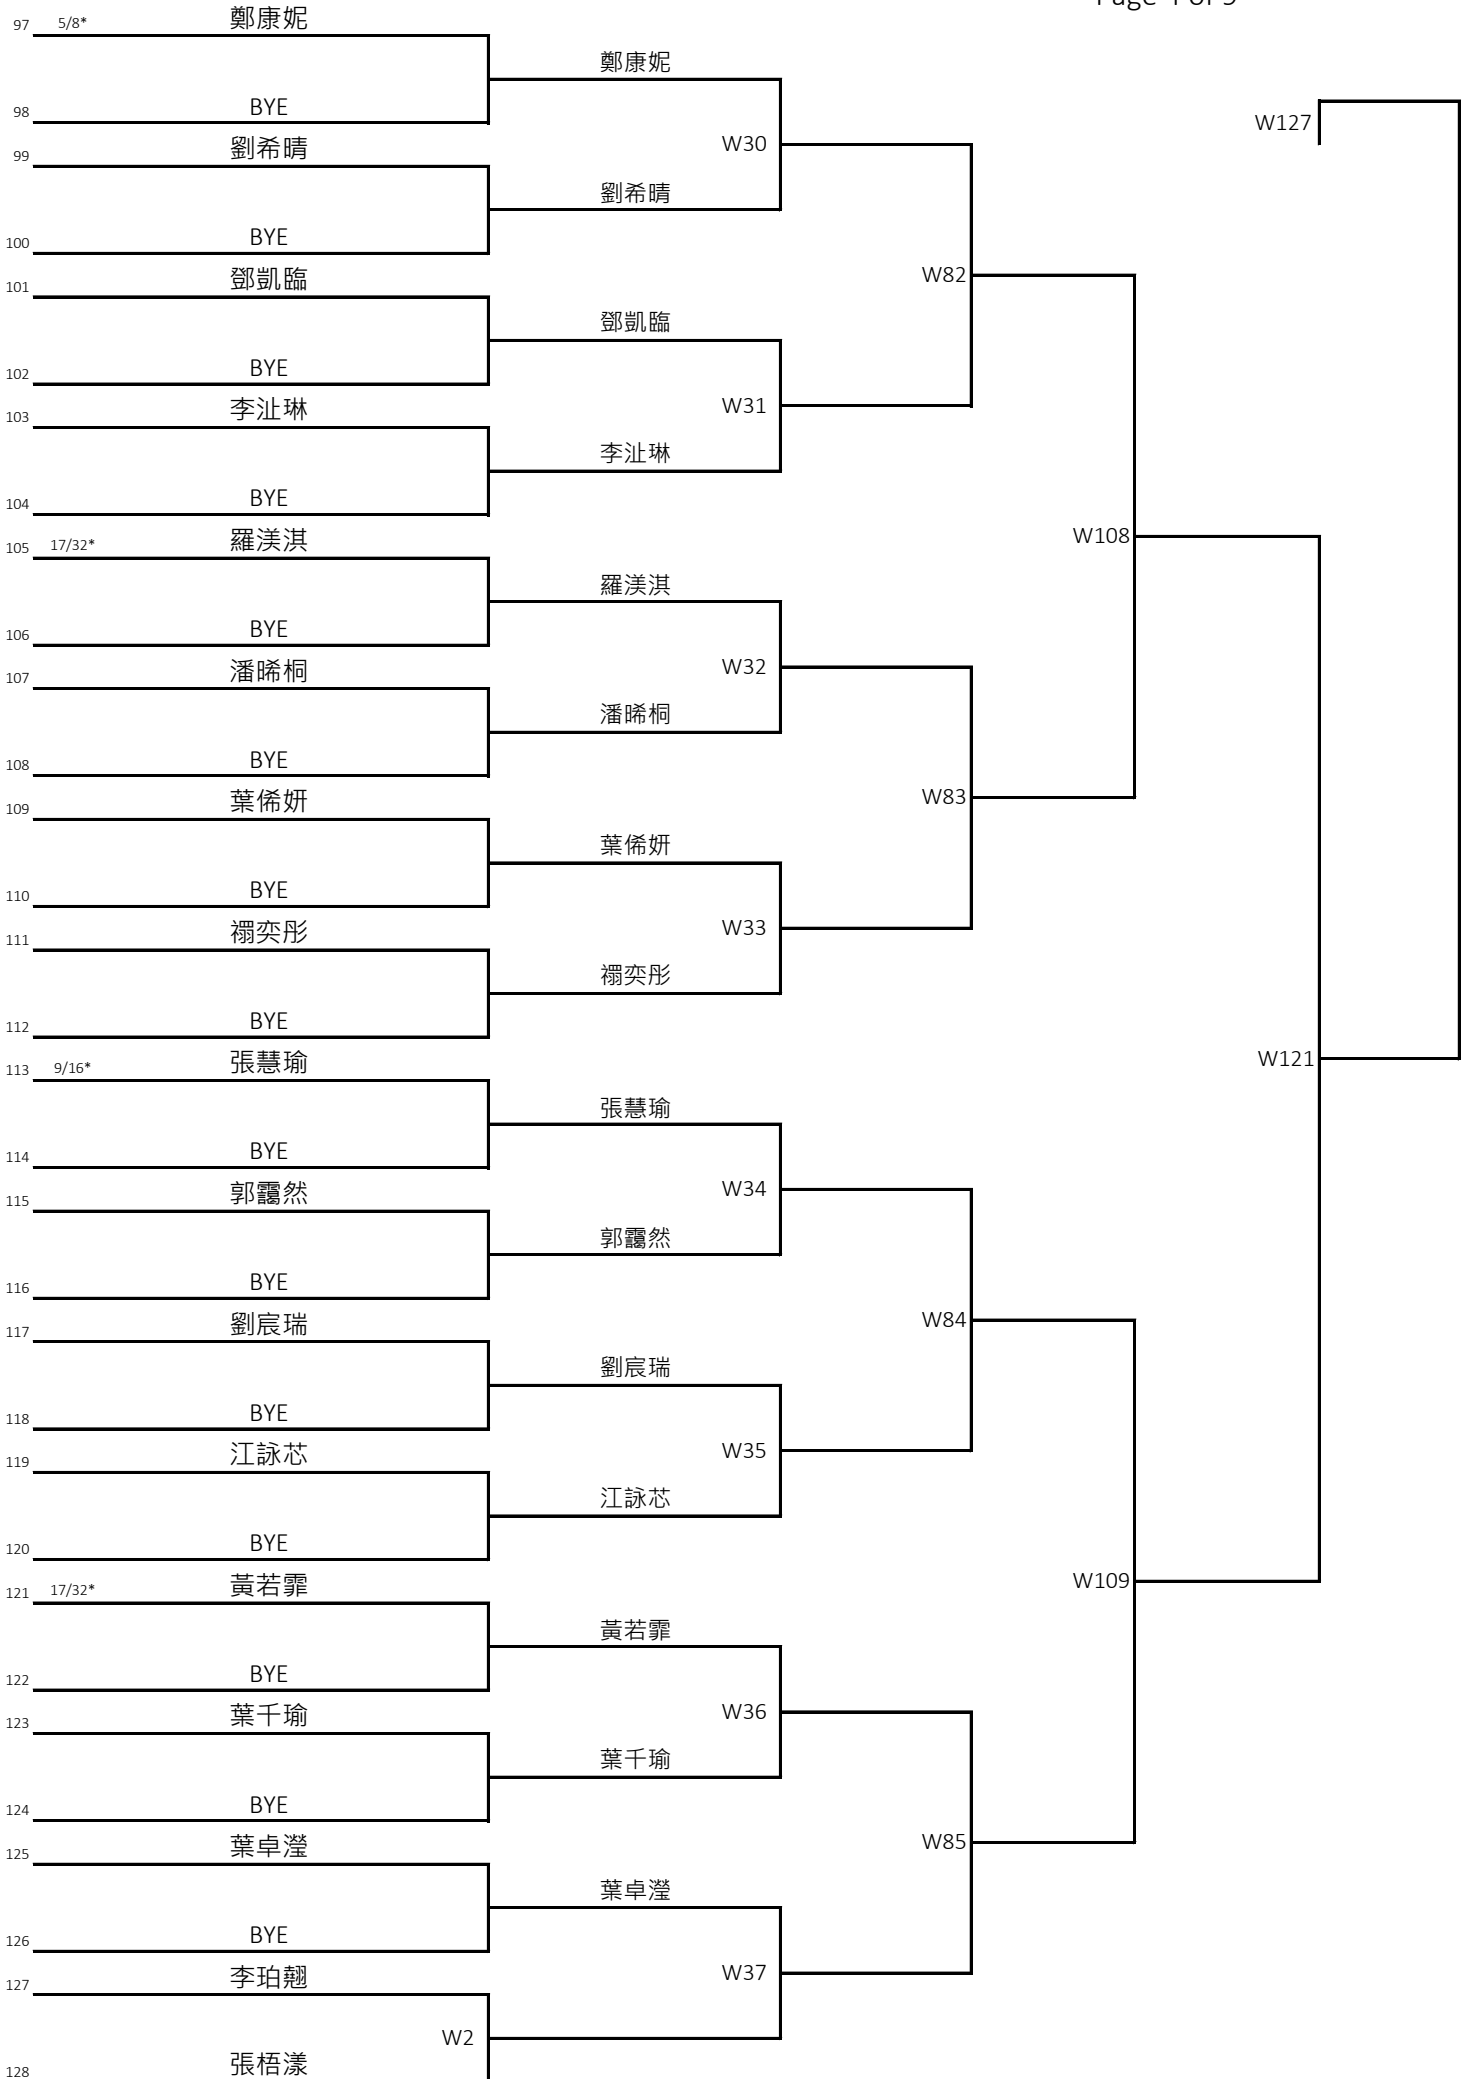 Page 4 of 9
97 5/8* 鄭康妮
鄭康妮
98 BYE
W127
99 劉希晴
W30
劉希晴
100 BYE
101 鄧凱臨
W82
鄧凱臨
102 BYE
103 李沚琳
W31
李沚琳
104 BYE
105 17/32* 羅渼淇
W108
羅渼淇
106 BYE
107 潘晞桐
W32
潘晞桐
108 BYE
109 葉俙妍
W83
葉俙妍
110 BYE
111 禤奕彤
W33
禤奕彤
112 BYE
113 9/16* 張慧瑜
W121
張慧瑜
114 BYE
115 郭靄然
W34
郭靄然
116 BYE
117 劉宸瑞
W84
劉宸瑞
118 BYE
119 江詠芯
W35
江詠芯
120 BYE
121 17/32* 黃若霏
W109
黃若霏
122 BYE
123 葉千瑜
W36
葉千瑜
124 BYE
125 葉卓瀅
W85
葉卓瀅
126 BYE
127 李珀翹
W37
W2
128 張梧漾